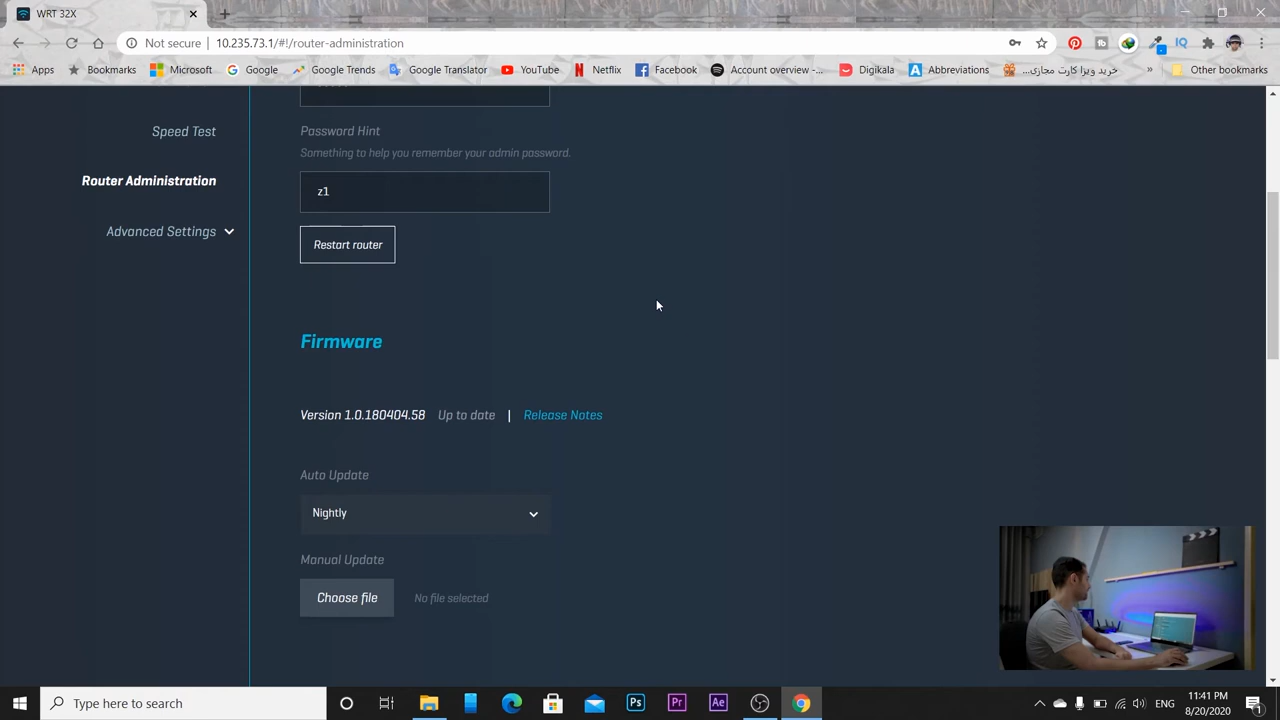 WRT 32X
Not secure | 10.235.73.1/#!/router-administration
Apps Bookmarks Microsoft Google Google Trends Google Translator YouTube Netflix Facebook Account overview -... Digikala Abbreviations خرید ویزا کارت مجازی... » Other bookmarks
Speed Test
Router Administration
Advanced Settings
Password Hint
Something to help you remember your admin password.
z1
Restart router
Firmware
Version 1.0.180404.58 Up to date | Release Notes
Auto Update
Nightly
Manual Update
Choose file No file selected
Type here to search
Ps Pr Ae
ENG
11:41 PM
8/20/2020